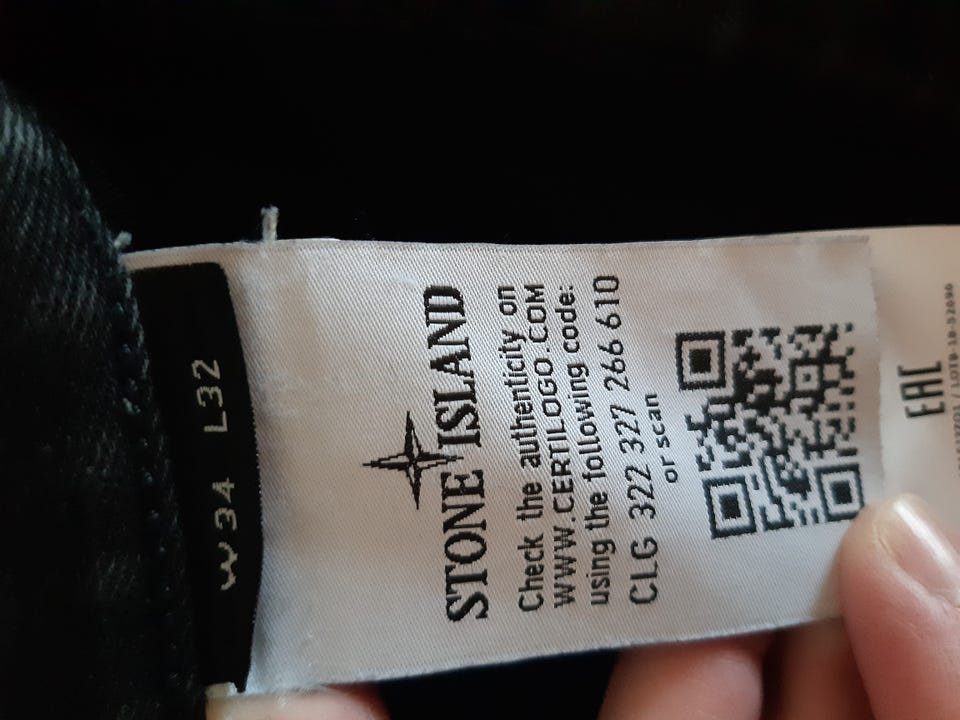 W34 L32
STONE ISLAND
Check the authenticity on
WWW.CERTILOGO.COM
using the following code:
CLG 322 327 266 610
or scan
EAC